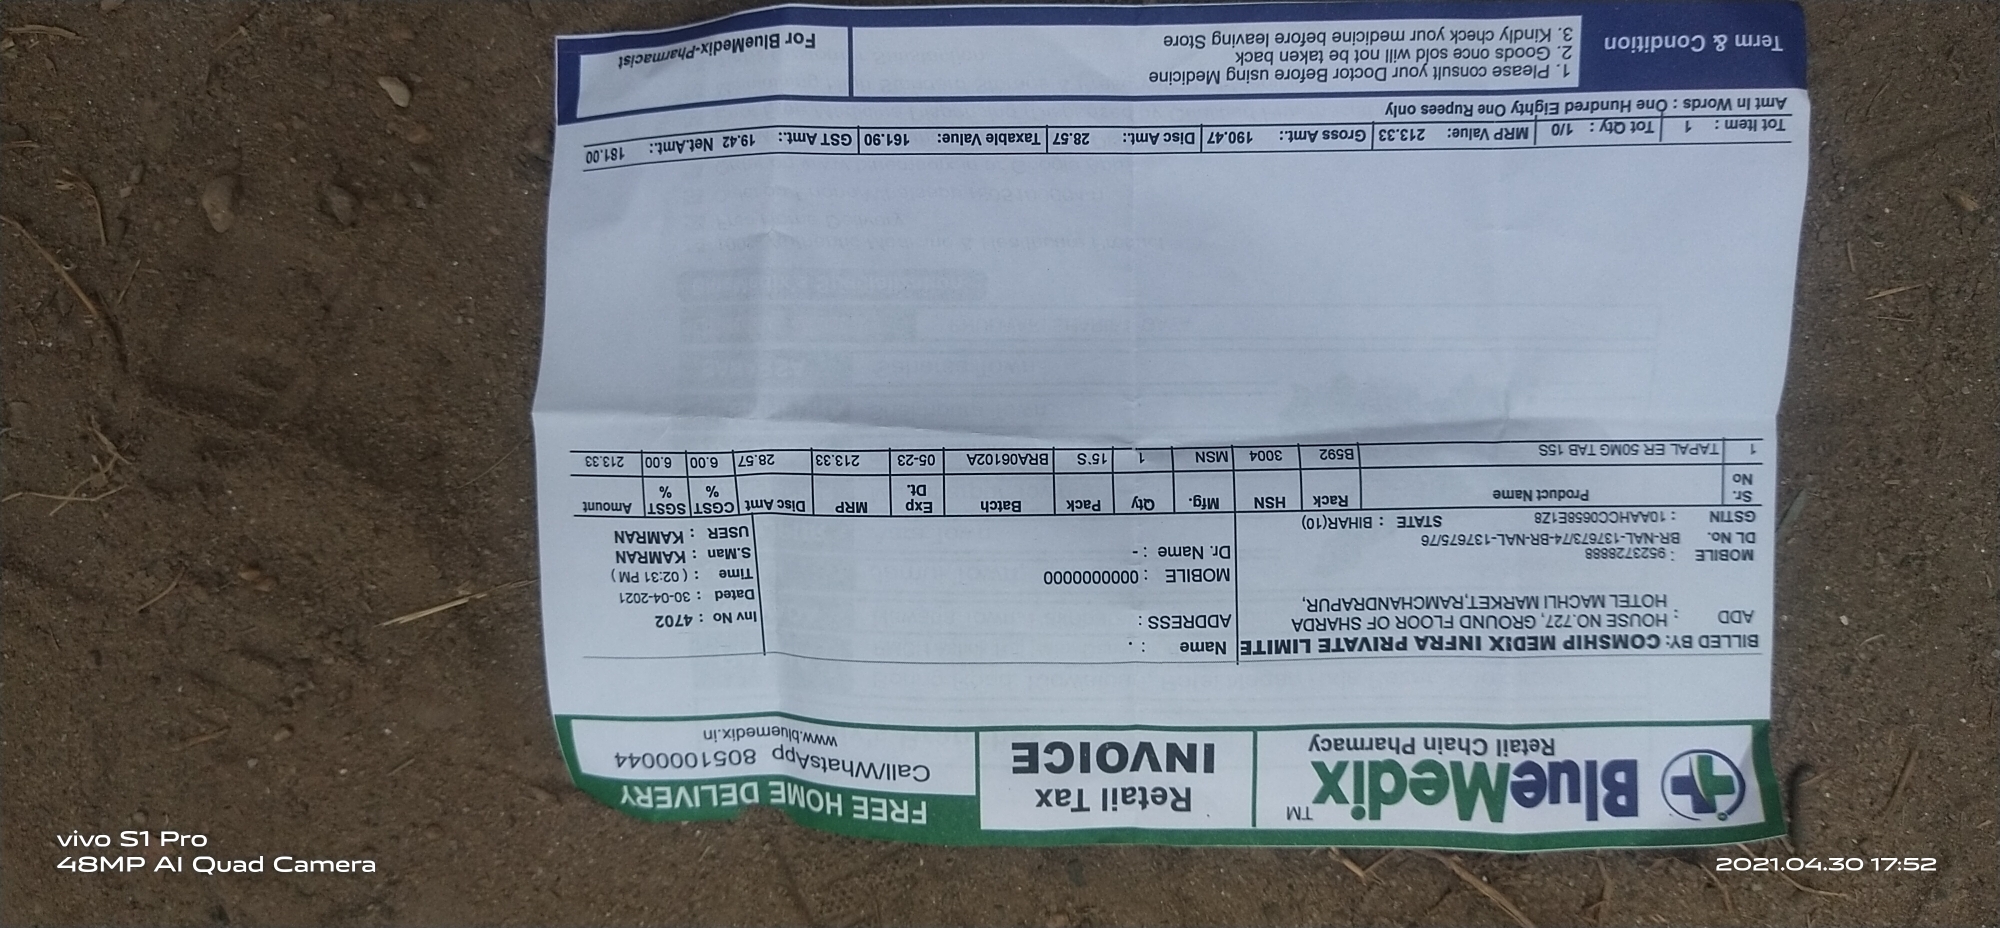 BlueMedix™
Retail Chain Pharmacy
Retail Tax
INVOICE
FREE HOME DELIVERY
Call/WhatsApp 8051000044
www.bluemedix.in
BILLED BY: COMSHIP MEDIX INFRA PRIVATE LIMITE
ADD : HOUSE NO.727, GROUND FLOOR OF SHARDA
HOTEL MACHLI MARKET,RAMCHANDRAPUR,
MOBILE : 9523728888
DL No. BR-NAL-137673/74-BR-NAL-137675/76
GSTIN : 10AAHCC0658E1Z8 STATE : BIHAR(10)
Name : .
ADDRESS :
MOBILE : 0000000000
Dr. Name : -
Inv No : 4702
Dated : 30-04-2021
Time : ( 02:31 PM )
S.Man : KAMRAN
USER : KAMRAN
Sr. No Product Name Rack HSN Mfg. Qty Pack Batch Exp Dt. MRP Disc Amt CGST % SGST % Amount
1 TAPAL ER 50MG TAB 15S B592 3004 MSN 1 15'S BRA06102A 05-23 213.33 28.57 6.00 6.00 213.33
Tot Item : 1 Tot Qty : 1/0 MRP Value: 213.33 Gross Amt.: 190.47 Disc Amt.: 28.57 Taxable Value: 161.90 GST Amt.: 19.42 Net.Amt.: 181.00
Amt In Words : One Hundred Eighty One Rupees only
Term & Condition
1. Please consult your Doctor Before using Medicine
2. Goods once sold will not be taken back
3. Kindly check your medicine before leaving Store
For BlueMedix-Pharmacist
vivo S1 Pro
48MP AI Quad Camera
2021.04.30 17:52